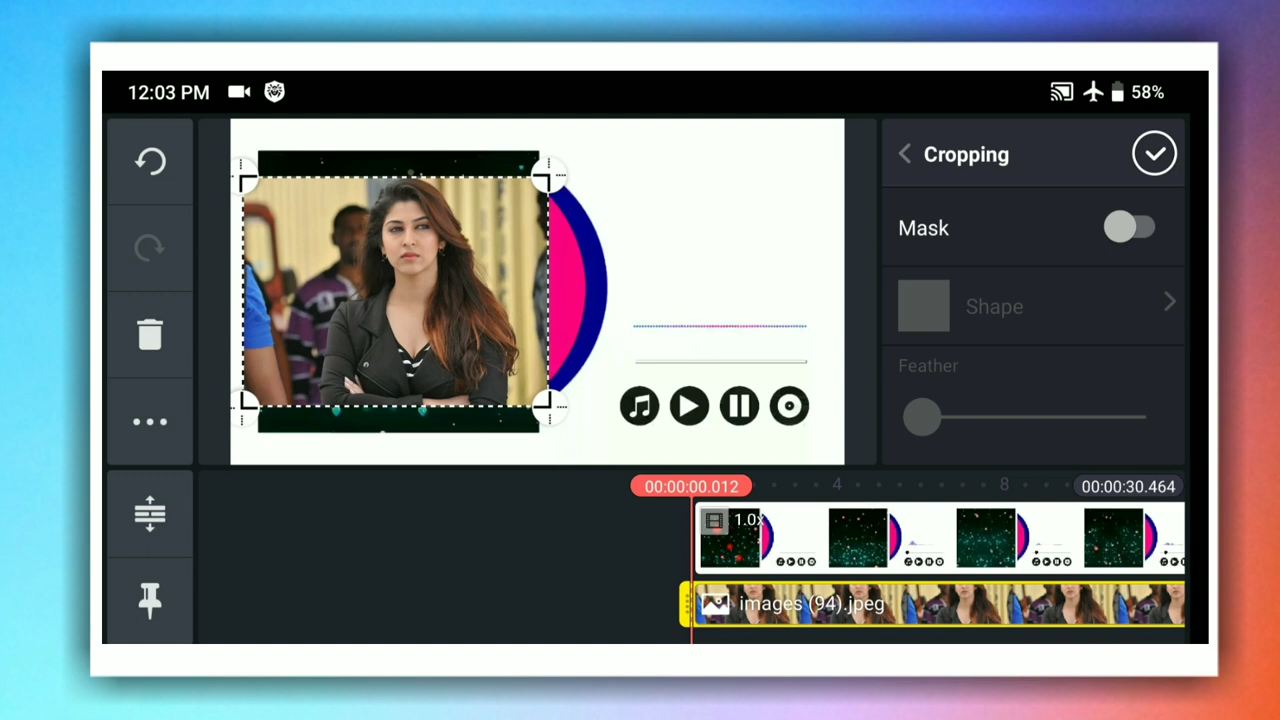 12:03 PM
58%
Cropping
Mask
Shape
Feather
00:00:00.012
4
8
00:00:30.464
1.0x
images (94).jpeg